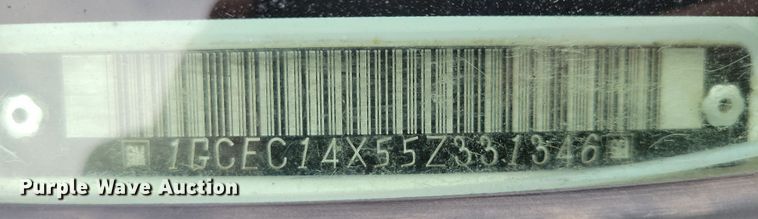 1GCEC14X55Z331346
Purple Wave Auction